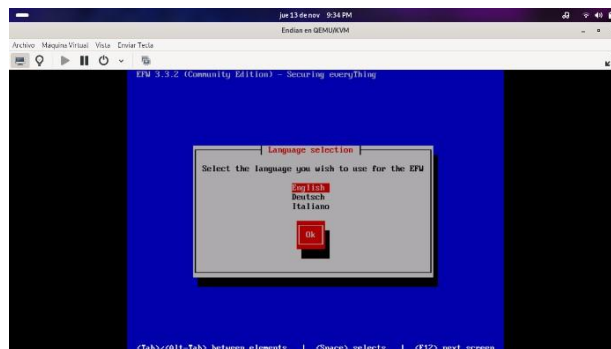 jue 13 de nov 9:34 PM
Endian en QEMU/KVM
Archivo Maquina Virtual Vista Enviar Tecla
EFW 3.3.2 (Community Edition) – Securing everyThing
Language selection
Select the language you wish to use for the EFW
English
Deutsch
Italiano
Ok
<Tab>/<Alt-Tab> between elements | <Space> selects | <F12> next screen